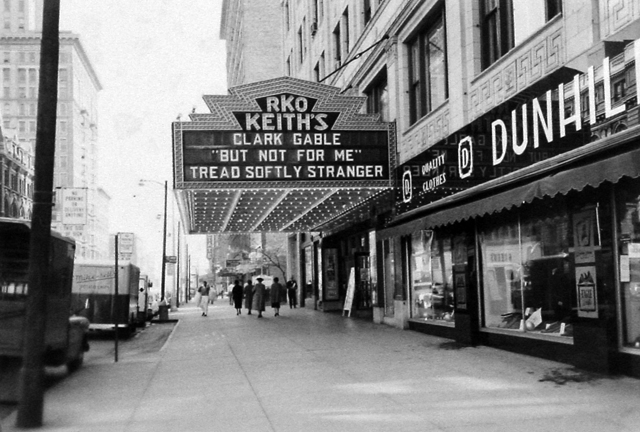 RKO
KEITH'S
CLARK GABLE
"BUT NOT FOR ME"
TREAD SOFTLY STRANGER
D QUALITY CLOTHES D DUNHILL